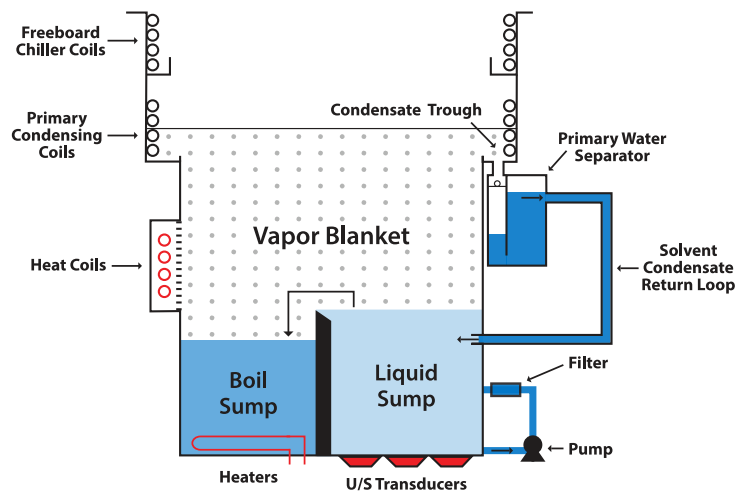 Freeboard
Chiller Coils
Primary
Condensing
Coils
Condensate Trough
Primary Water
Separator
Vapor Blanket
Heat Coils
Solvent
Condensate
Return Loop
Boil
Sump
Liquid
Sump
Filter
Pump
Heaters
U/S Transducers